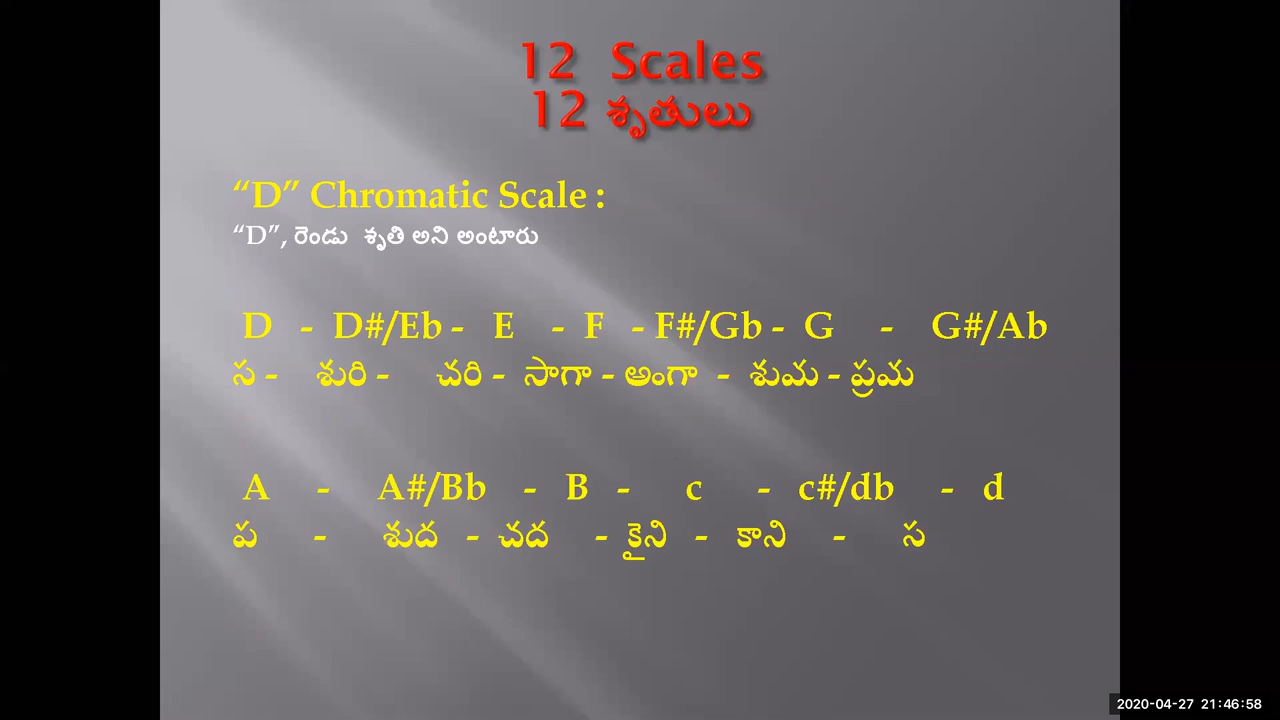 12 Scales
12 శృతులు
“D” Chromatic Scale :
“D”, రెండు శృతి అని అంటారు
D - D#/Eb - E - F - F#/Gb - G - G#/Ab
స - శురి - చరి - సాగా - అంగా - శుమ - ప్రమ
A - A#/Bb - B - c - c#/db - d
ప - శుద - చద - కైని - కాని - స
2020-04-27 21:46:58